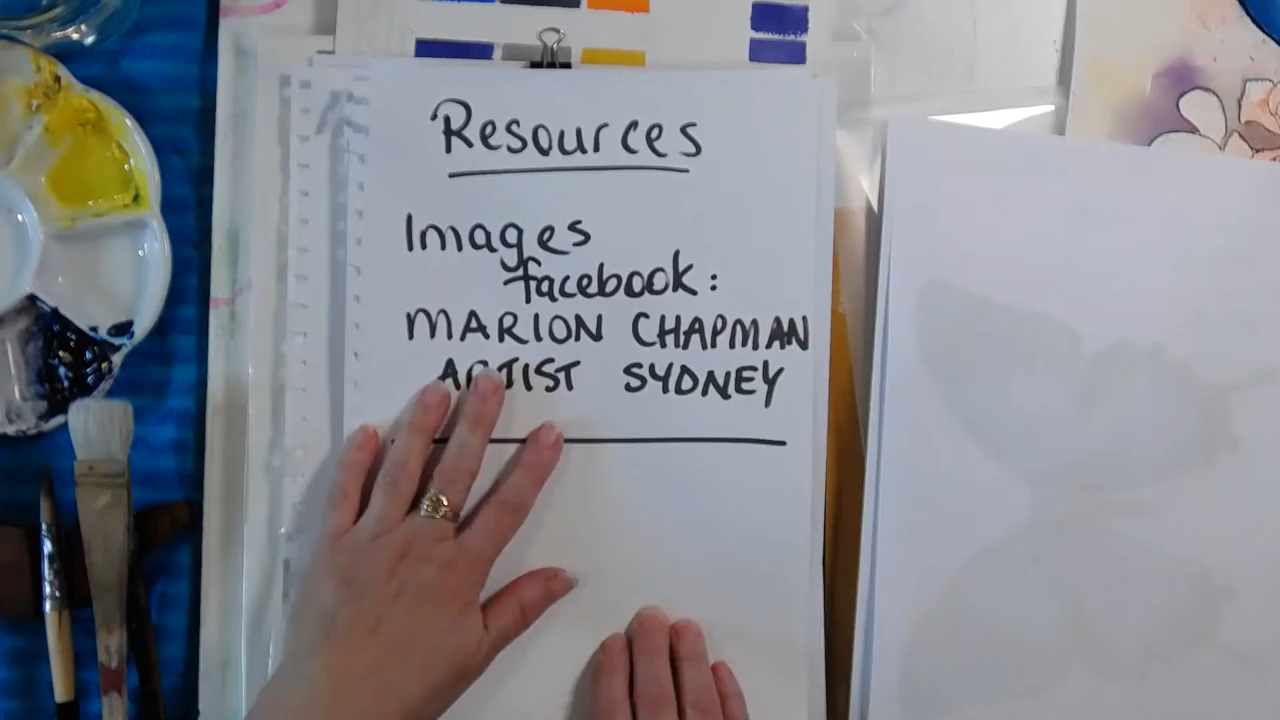 Resources
Images
facebook:
MARION CHAPMAN
ARTIST SYDNEY